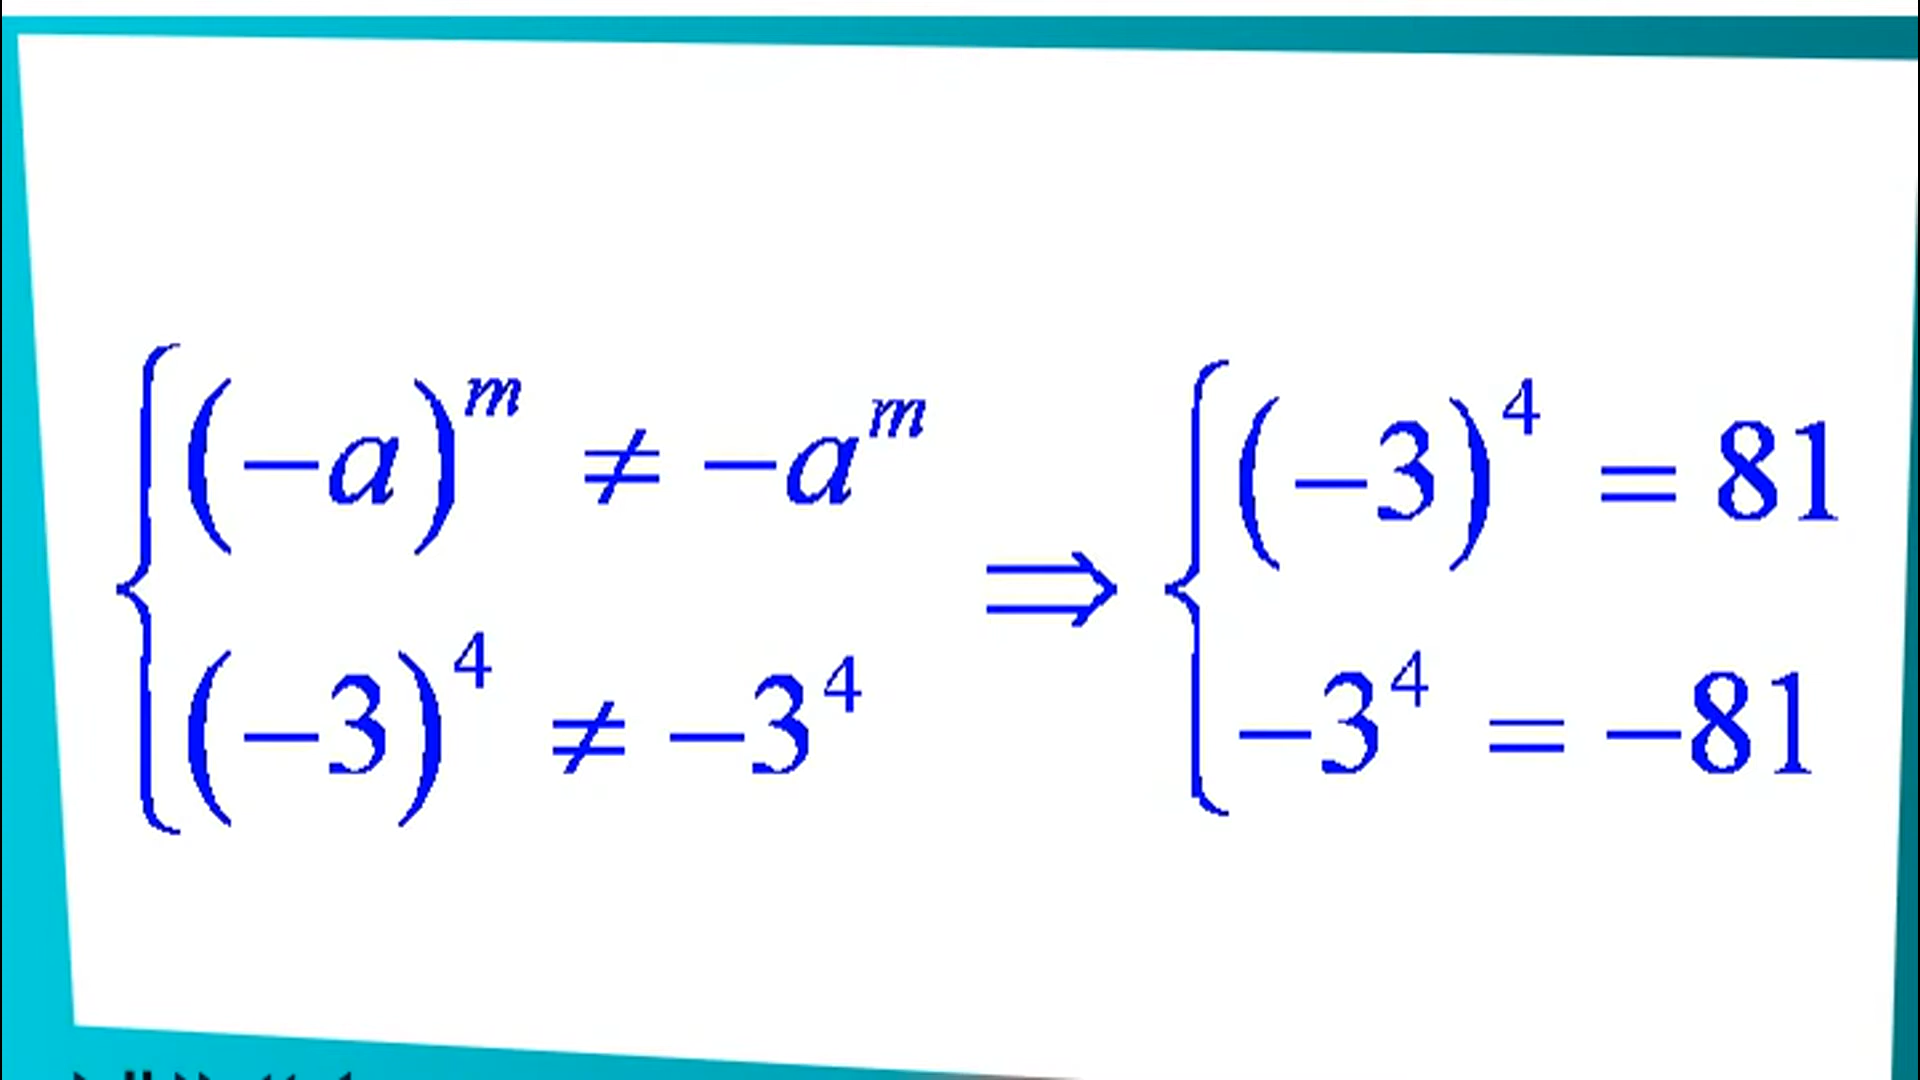 (−a)^m ≠ −a^m ⇒ (−3)^4 = 81
(−3)^4 ≠ −3^4 −3^4 = −81